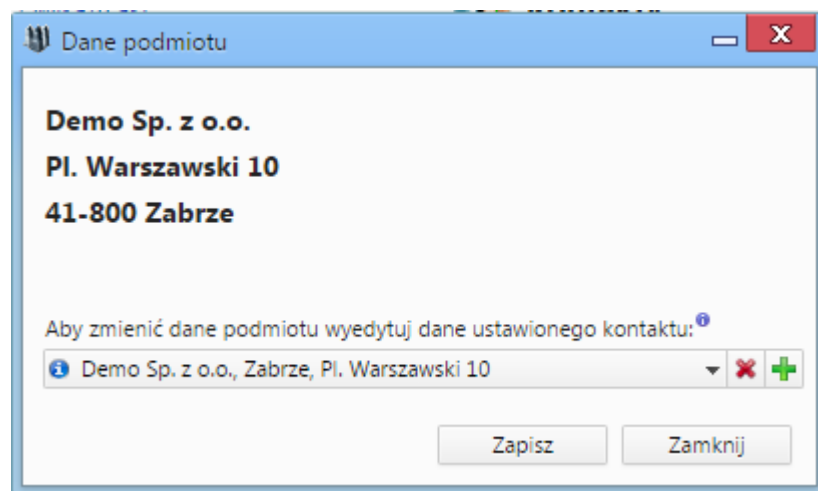 Dane podmiotu
Demo Sp. z o.o.
Pl. Warszawski 10
41-800 Zabrze
Aby zmienić dane podmiotu wyedytuj dane ustawionego kontaktu:
Demo Sp. z o.o., Zabrze, Pl. Warszawski 10
Zapisz
Zamknij